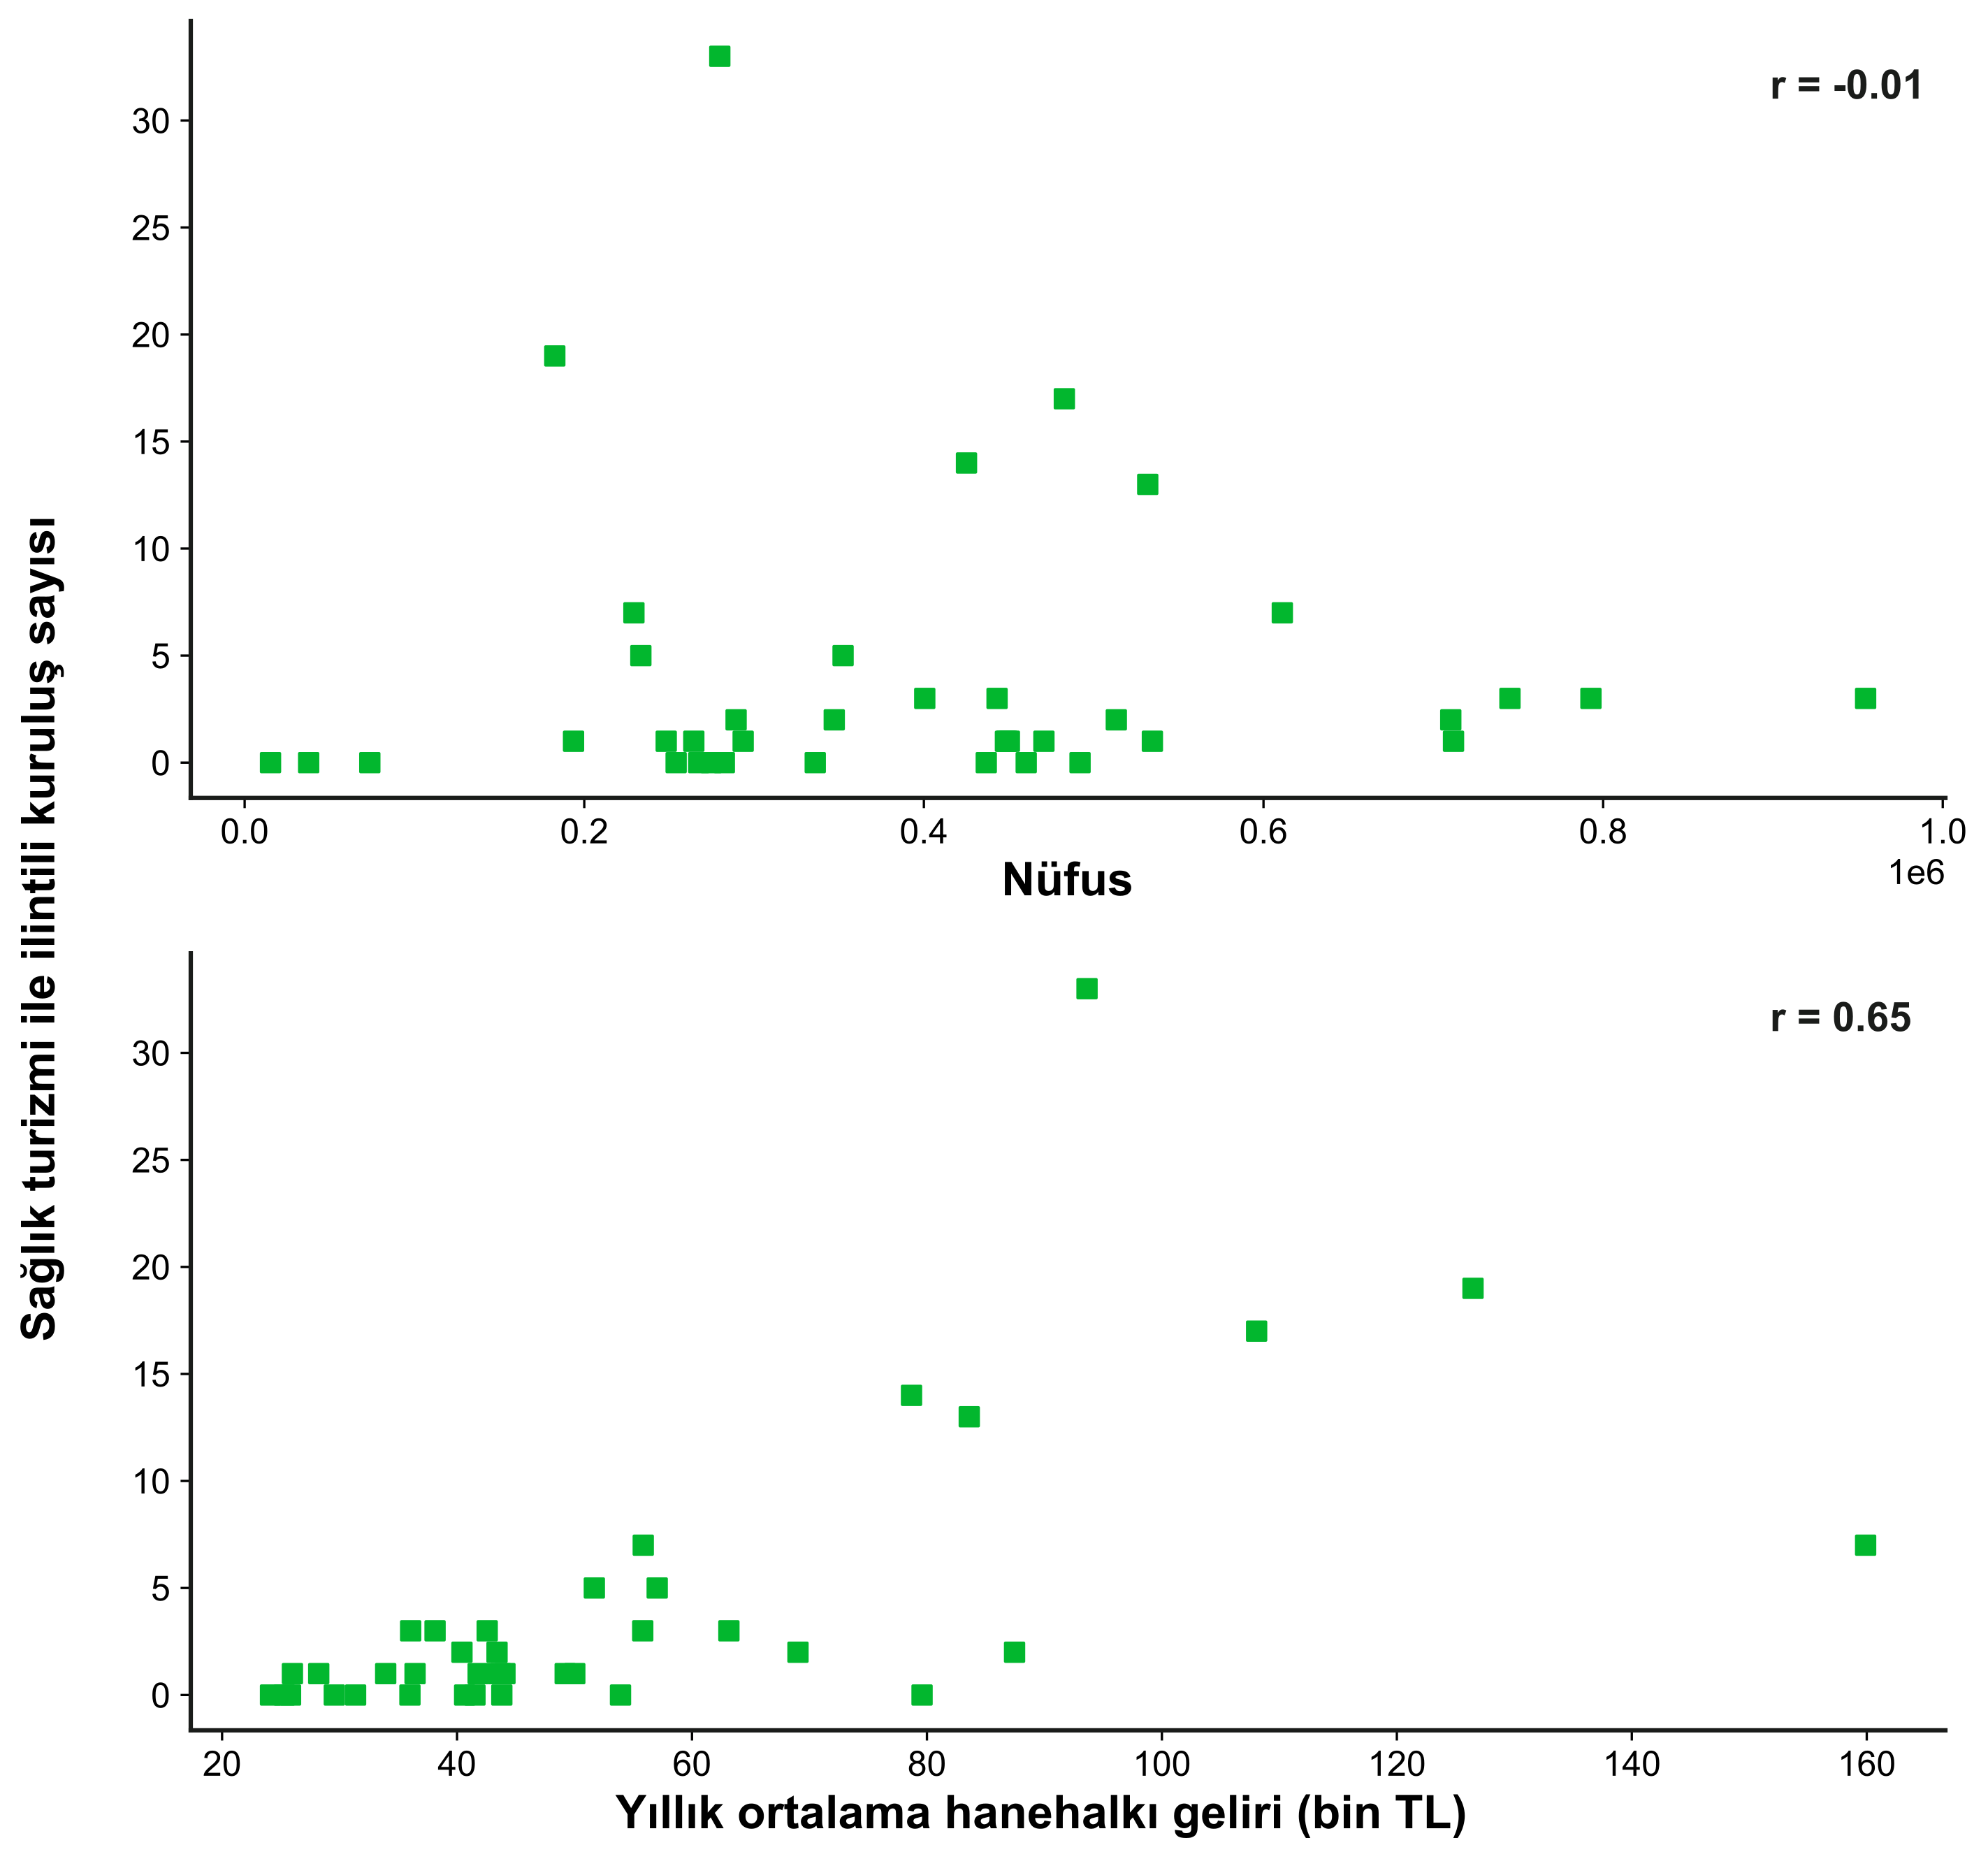 Sağlık turizmi ile ilintili kuruluş sayısı
30
25
20
15
10
5
0
r = -0.01
0.0 0.2 0.4 0.6 0.8 1.0
1e6
Nüfus
30
25
20
15
10
5
0
r = 0.65
20 40 60 80 100 120 140 160
Yıllık ortalama hanehalkı geliri (bin TL)